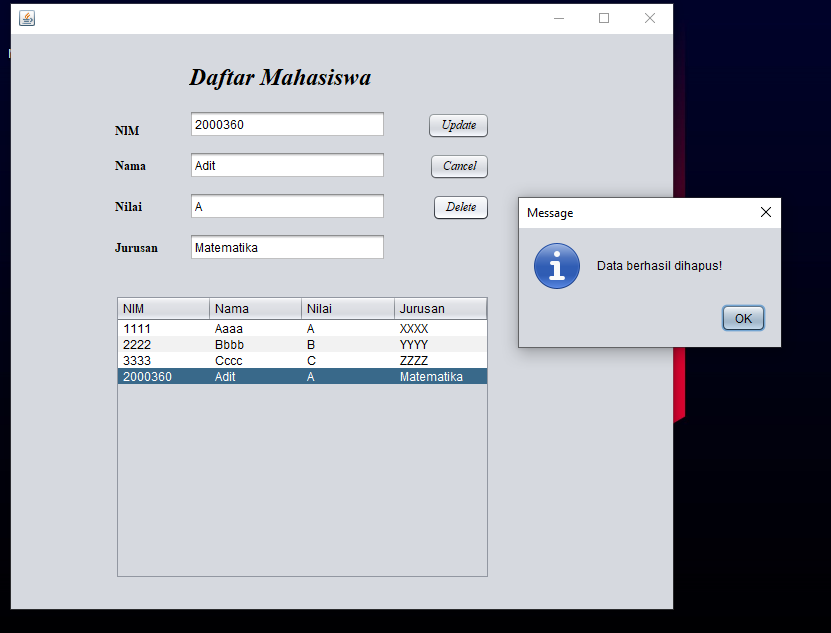 Daftar Mahasiswa
NIM 2000360 Update
Nama Adit Cancel
Nilai A Delete
Jurusan Matematika
NIM Nama Nilai Jurusan
1111 Aaaa A XXXX
2222 Bbbb B YYYY
3333 Cccc C ZZZZ
2000360 Adit A Matematika
Message
Data berhasil dihapus!
OK